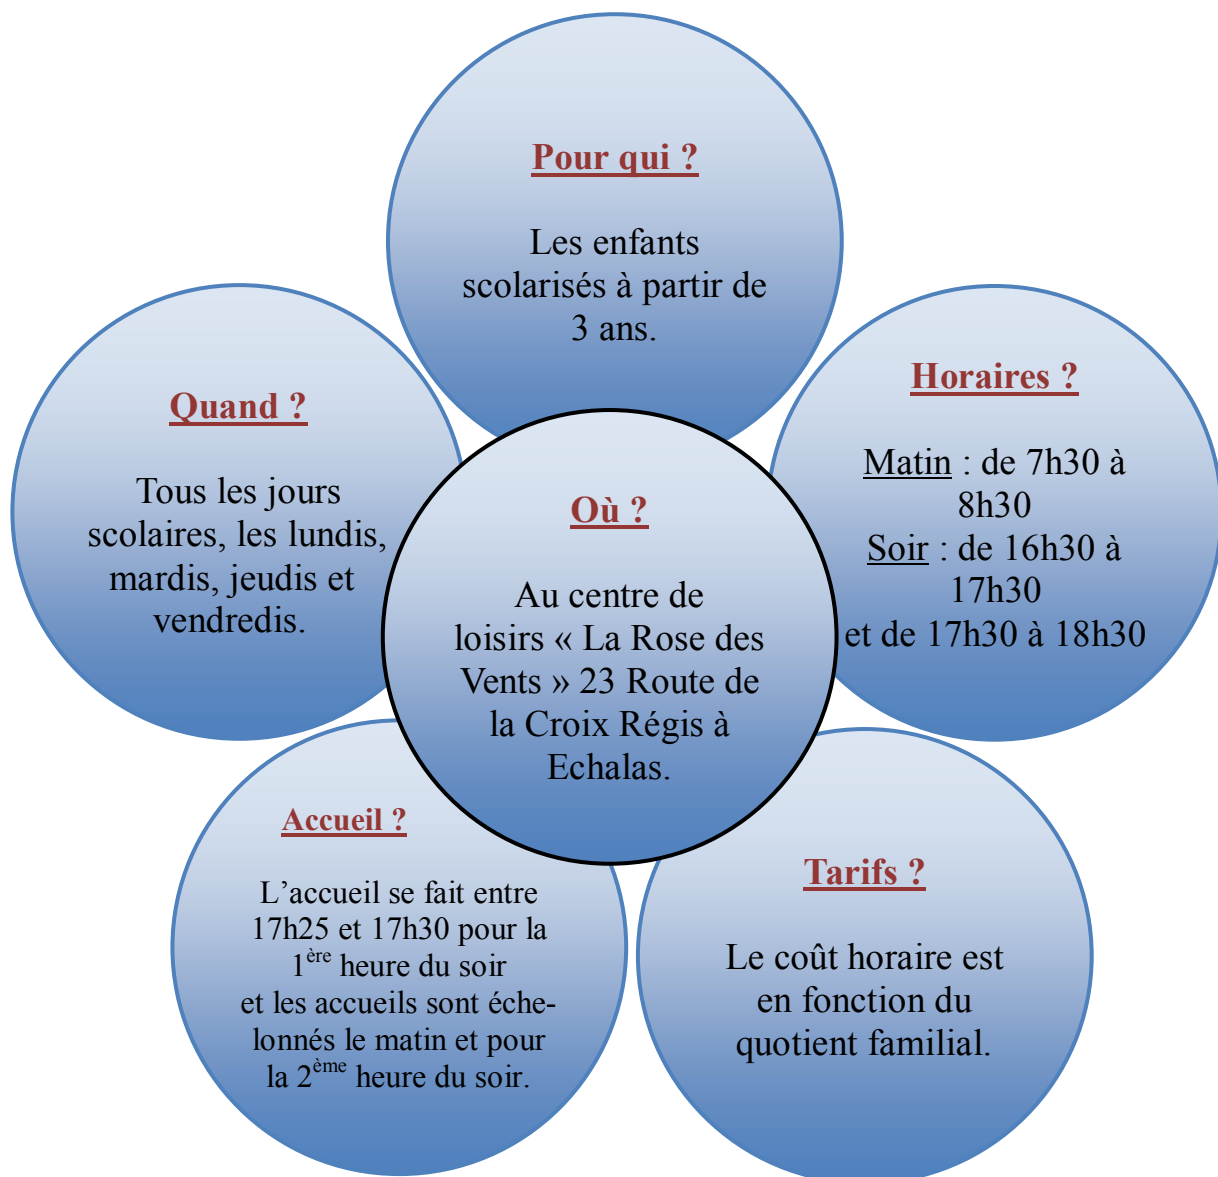 Pour qui ?
Les enfants
scolarisés à partir de
3 ans.
Quand ?
Tous les jours
scolaires, les lundis,
mardis, jeudis et
vendredis.
Où ?
Au centre de
loisirs « La Rose des
Vents » 23 Route de
la Croix Régis à
Echalas.
Horaires ?
Matin : de 7h30 à
8h30
Soir : de 16h30 à
17h30
et de 17h30 à 18h30
Accueil ?
L’accueil se fait entre
17h25 et 17h30 pour la
1ère heure du soir
et les accueils sont éche-
lonnés le matin et pour
la 2ème heure du soir.
Tarifs ?
Le coût horaire est
en fonction du
quotient familial.